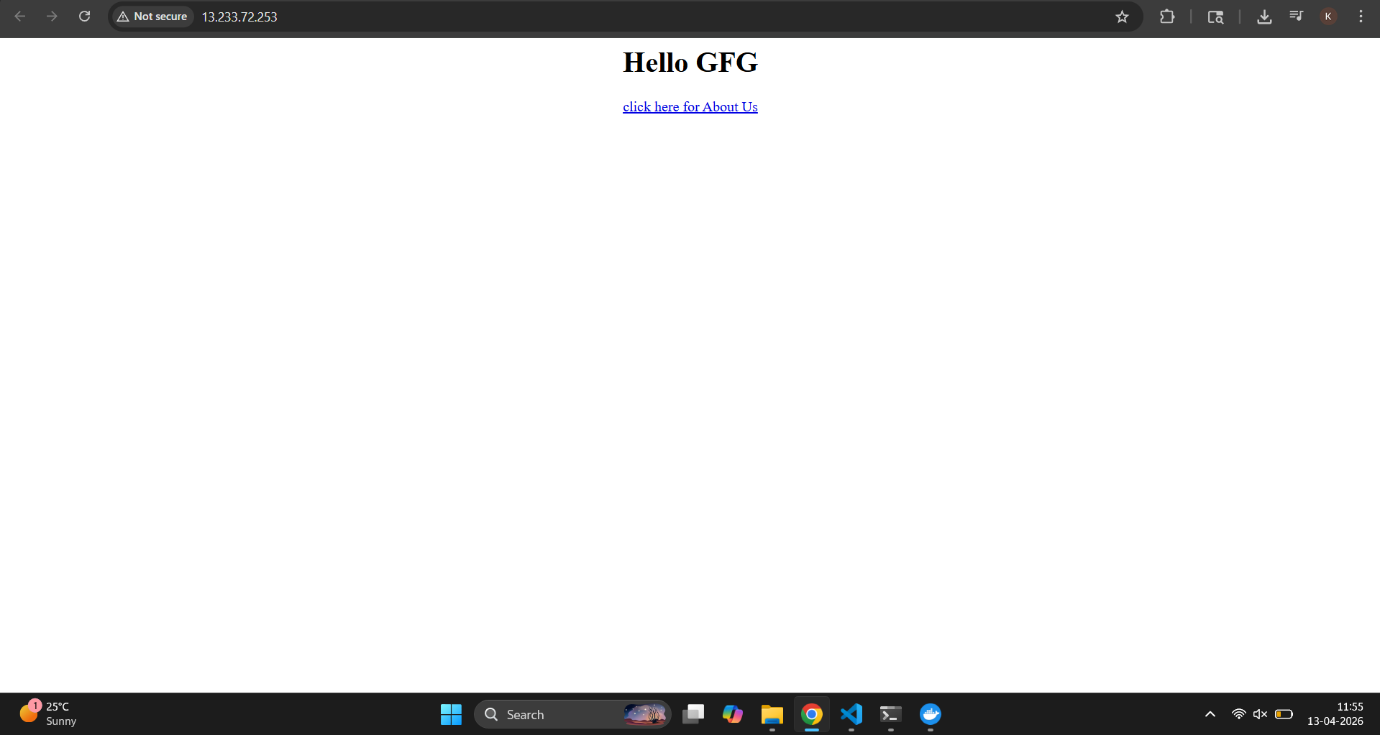 Not secure
13.233.72.253
K
Hello GFG
click here for About Us
1
25°C
Sunny
Search
11:55
13-04-2026